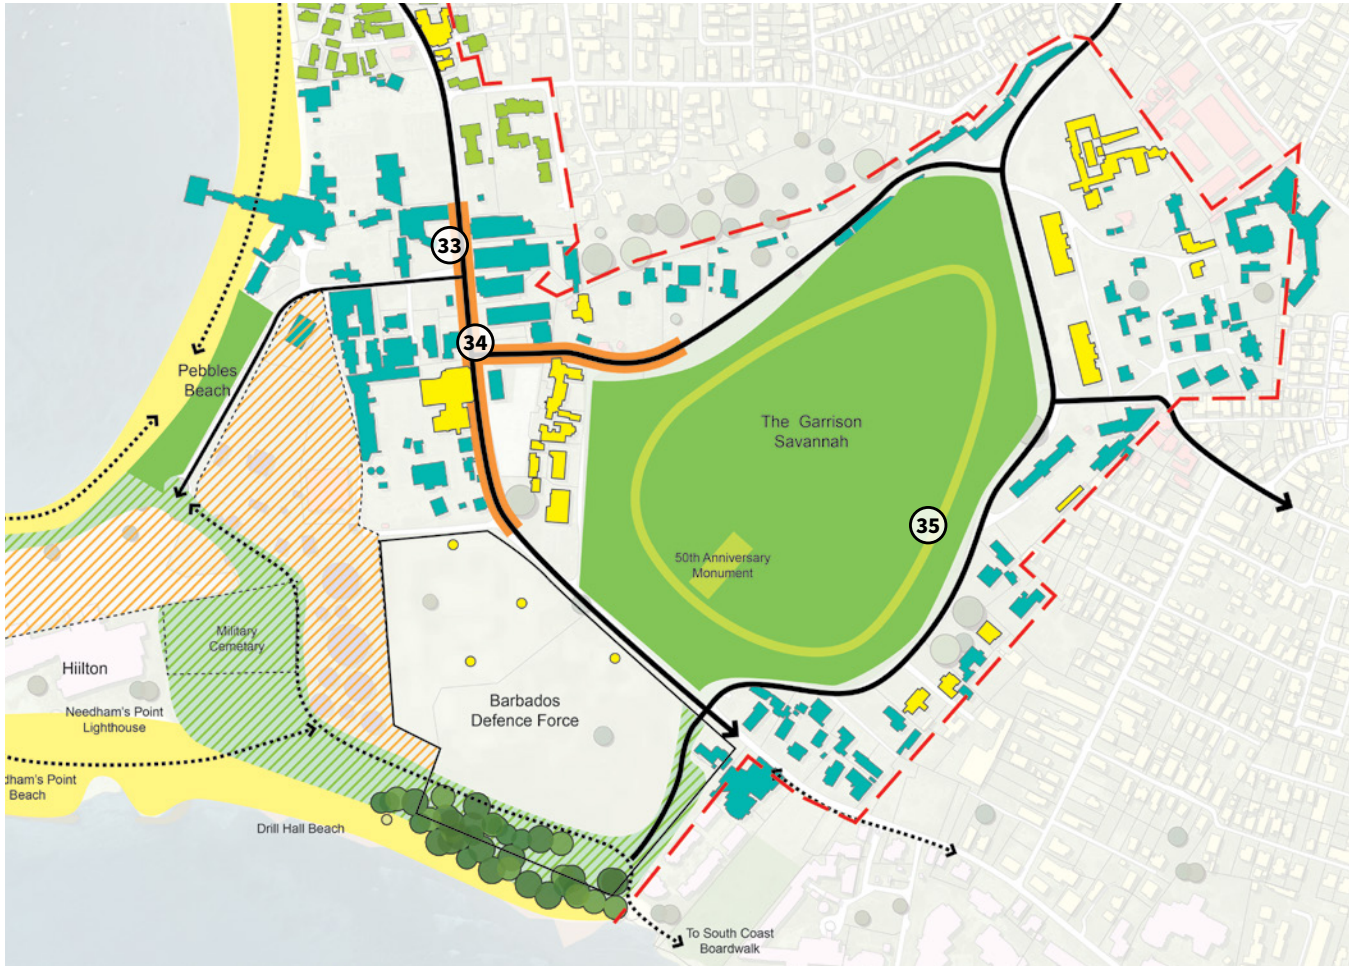 33
34
Pebbles
Beach
The Garrison
Savannah
35
50th Anniversary
Monument
Military
Cemetery
Hiilton
Needham's Point
Lighthouse
Barbados
Defence Force
dham's Point
Beach
Drill Hall Beach
To South Coast
Boardwalk